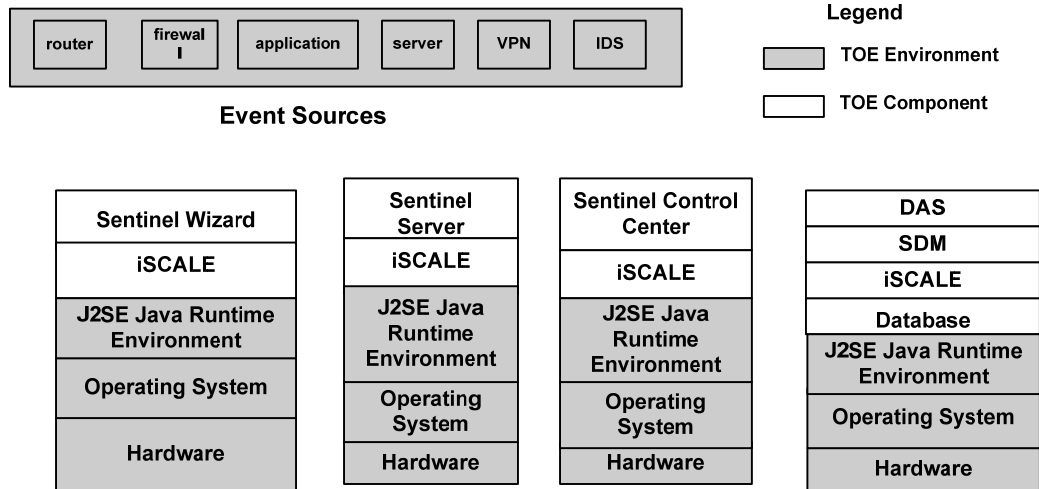 Legend
router
firewal
l
application
server
VPN
IDS
TOE Environment
TOE Component
Event Sources
Sentinel Wizard
iSCALE
J2SE Java Runtime
Environment
Operating System
Hardware
Sentinel
Server
iSCALE
J2SE Java
Runtime
Environment
Operating
System
Hardware
Sentinel Control
Center
iSCALE
J2SE Java
Runtime
Environment
Operating
System
Hardware
DAS
SDM
iSCALE
Database
J2SE Java Runtime
Environment
Operating System
Hardware